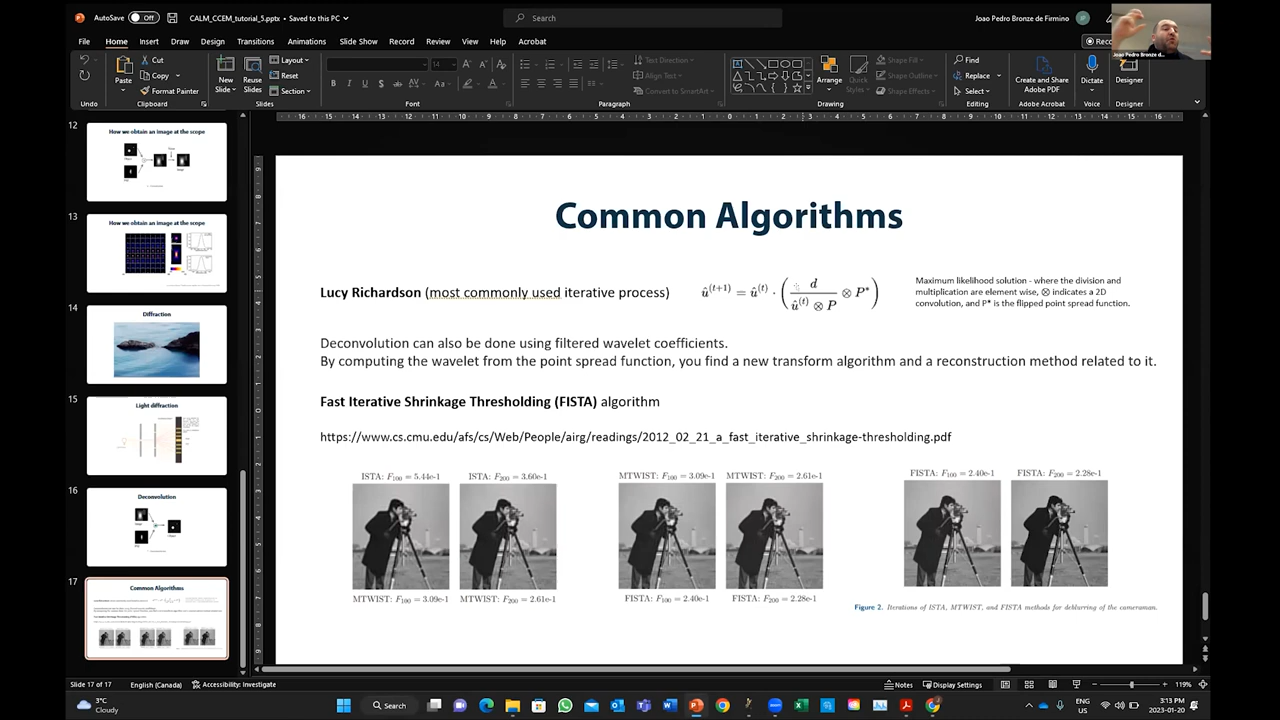 AutoSave Off CALM_CCEM_tutorial_5.pptx • Saved to this PC Search Joao Pedro Bronze de Firmino JP
File Home Insert Draw Design Transitions Animations Slide Show Record Review View Help Acrobat
Joao Pedro Bronze d...
Paste
Cut
Copy
Format Painter
New Slide
Reuse Slides
Layout
Reset
Section
Text Direction
Align Text
Convert to SmartArt
Arrange
Quick Styles
Shape Fill
Shape Outline
Shape Effects
Find
Replace
Select
Create and Share Adobe PDF
Dictate
Designer
Undo Clipboard Slides Font Paragraph Drawing Editing Adobe Acrobat Voice Designer
12
How we obtain an image at the scope
13
How we obtain an image at the scope
14
Diffraction
15
Light diffraction
16
Deconvolution
17
Common Algorithms
Common Algorithms
Lucy Richardson (most commonly used iterative process)
û^(t+1) = û^(t) · (d / (û^(t) ⊗ P) ⊗ P*)
Maximum likelihood solution - where the division and
multiplication are element wise, ⊗ indicates a 2D
convolution, and P* is the flipped point spread function.
Deconvolution can also be done using filtered wavelet coefficients.
By computing the wavelet from the point spread function, you find a new transform algorithm and a reconstruction method related to it.
Fast Iterative Shrinkage Thresholding (FISTA) algorithm
https://www.cs.cmu.edu/afs/cs/Web/People/airg/readings/2012_02_21_a_fast_iterative_shrinkage-thresholding.pdf
ISTA: F100 = 5.44e-1 ISTA: F200 = 3.60e-1 MTWIST: F100 = 3.09e-1 MTWIST: F200 = 2.61e-1 FISTA: F100 = 2.40e-1 FISTA: F200 = 2.28e-1
MTWIST: F100 = 3.09e-1 MTWIST: F200 = 2.61e-1 FISTA: F100 = 2.40e-1 FISTA: F200 = 2.28e-1
Figure 2. Iterations of ISTA, MTWIST, and FISTA methods for deblurring of the cameraman.
Slide 17 of 17 English (Canada) Accessibility: Investigate Notes Display Settings 119%
3°C
Cloudy
Search
ENG
US
3:13 PM
2023-01-20